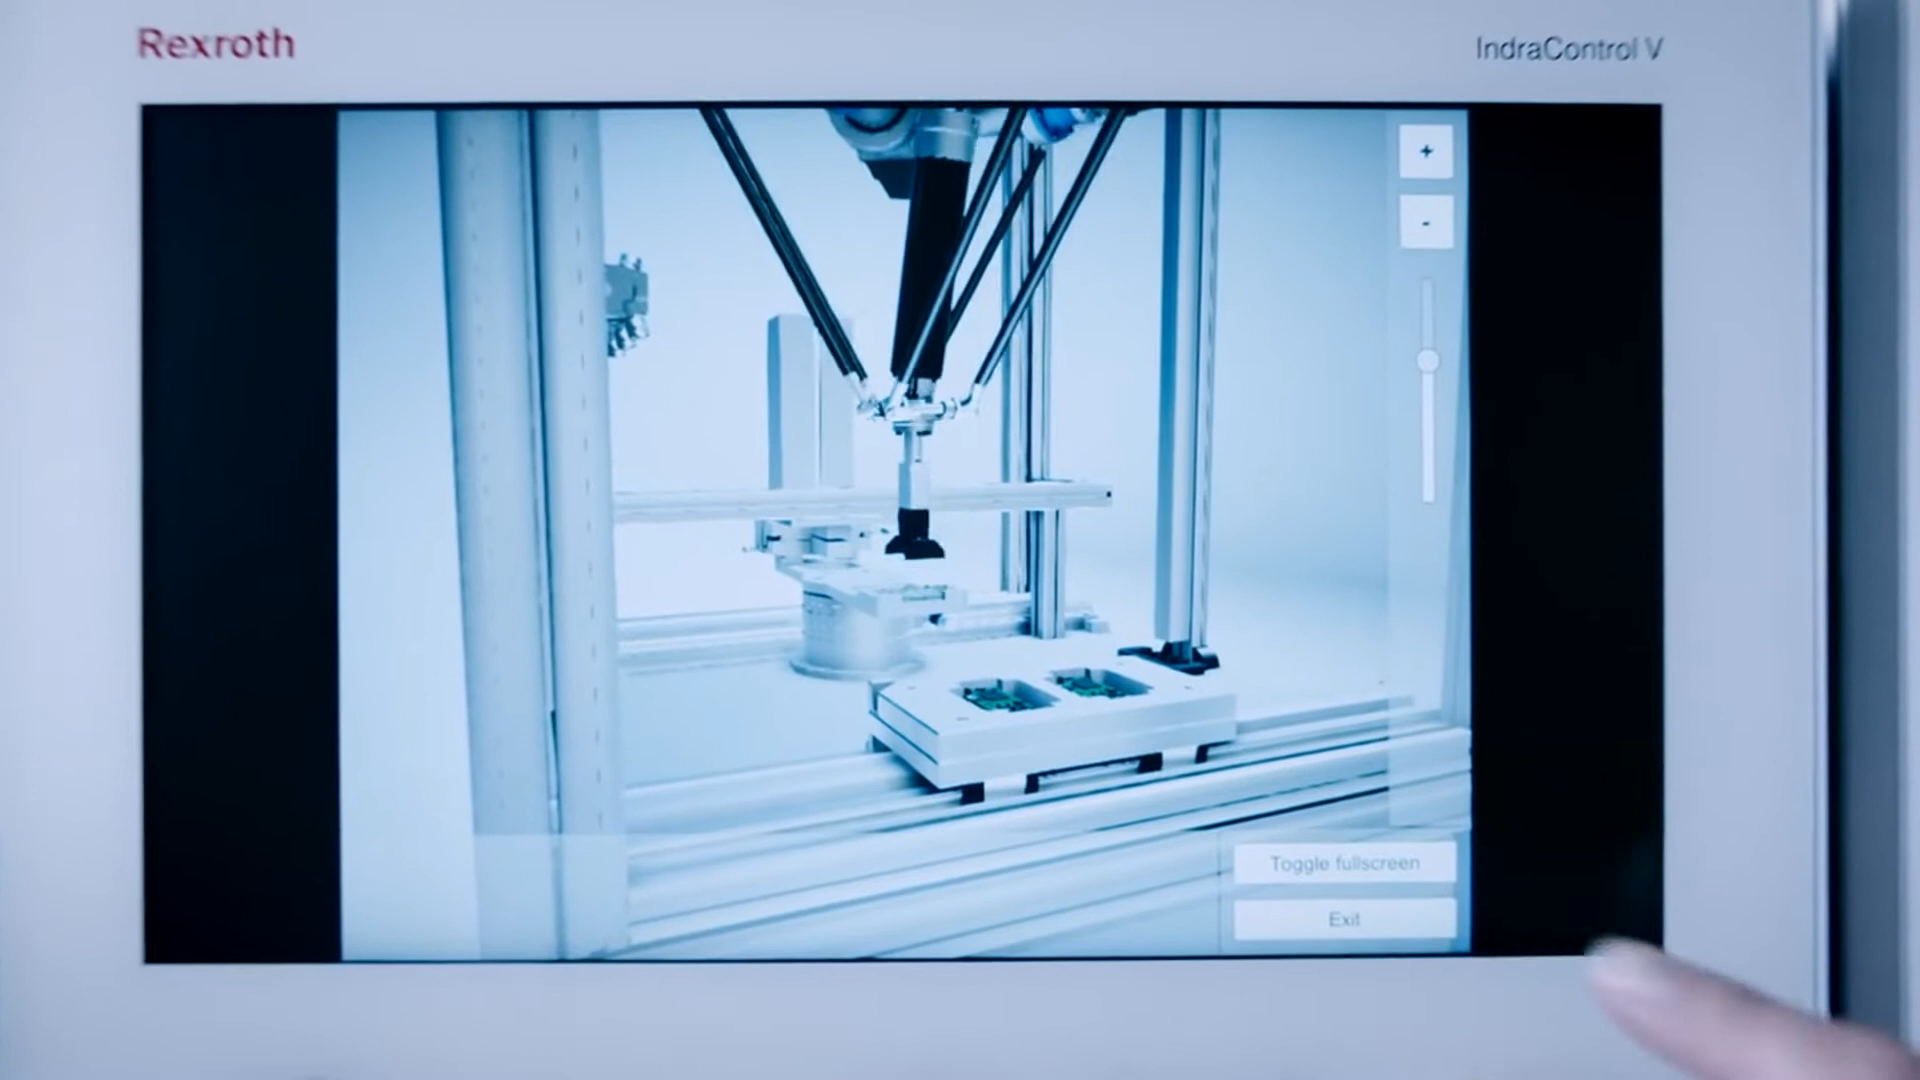 Rexroth
IndraControl V
+
-
Toggle fullscreen
Exit